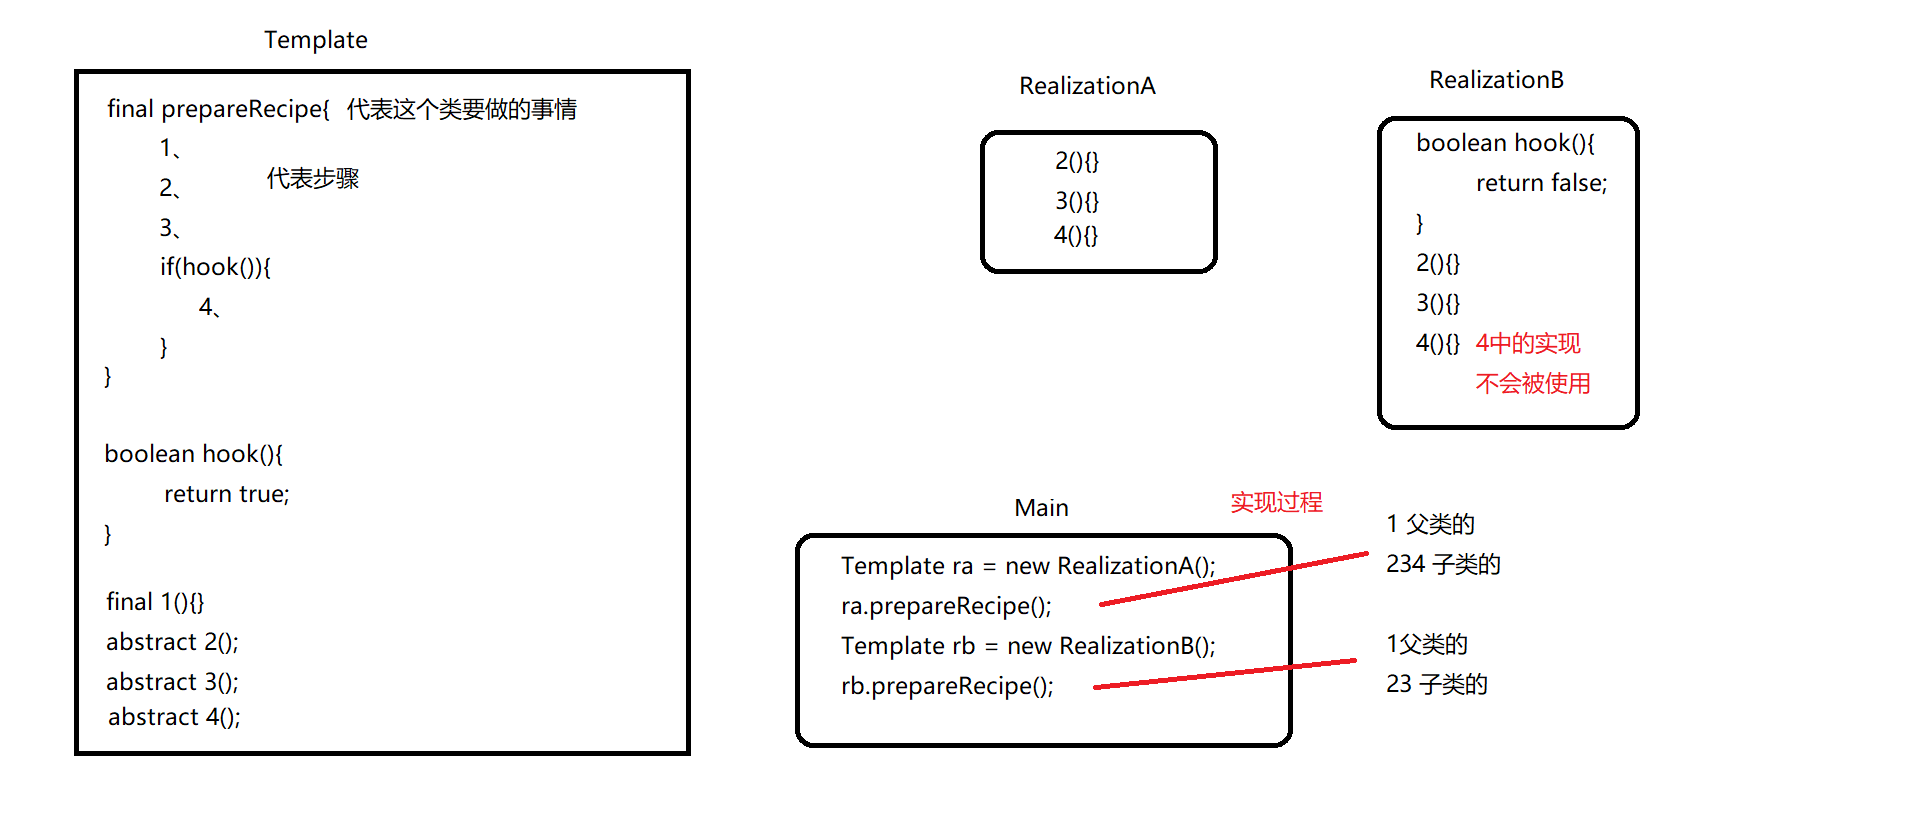 Template
final prepareRecipe{ 代表这个类要做的事情
1、
2、
代表步骤
3、
if(hook()){
4、
}
}
boolean hook(){
return true;
}
final 1(){}
abstract 2();
abstract 3();
abstract 4();
RealizationA
2(){}
3(){}
4(){}
RealizationB
boolean hook(){
return false;
}
2(){}
3(){}
4(){} 4中的实现
不会被使用
Main
实现过程
Template ra = new RealizationA();
ra.prepareRecipe();
Template rb = new RealizationB();
rb.prepareRecipe();
1 父类的
234 子类的
1父类的
23 子类的